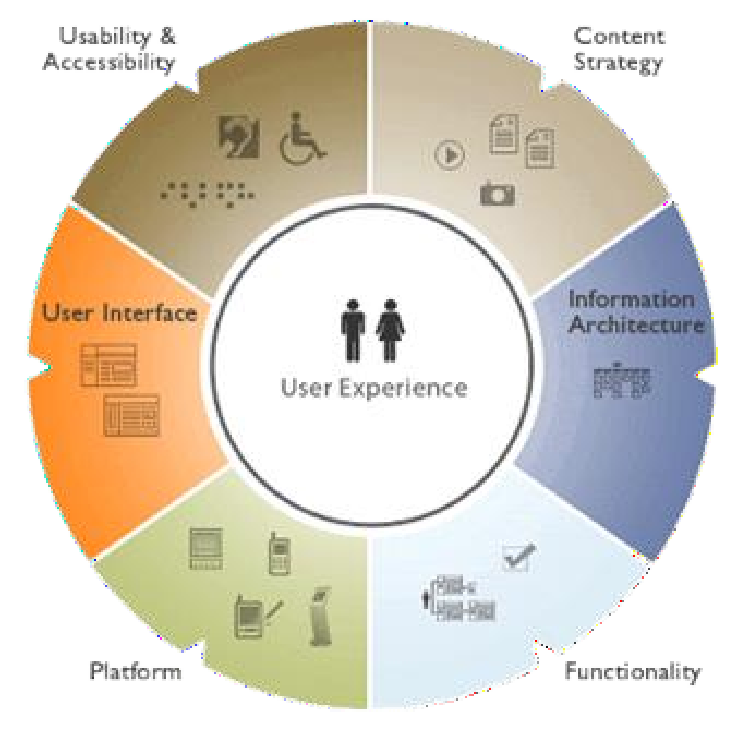 Usability &
Accessibility
Content
Strategy
User Interface
Information
Architecture
User Experience
Platform
Functionality